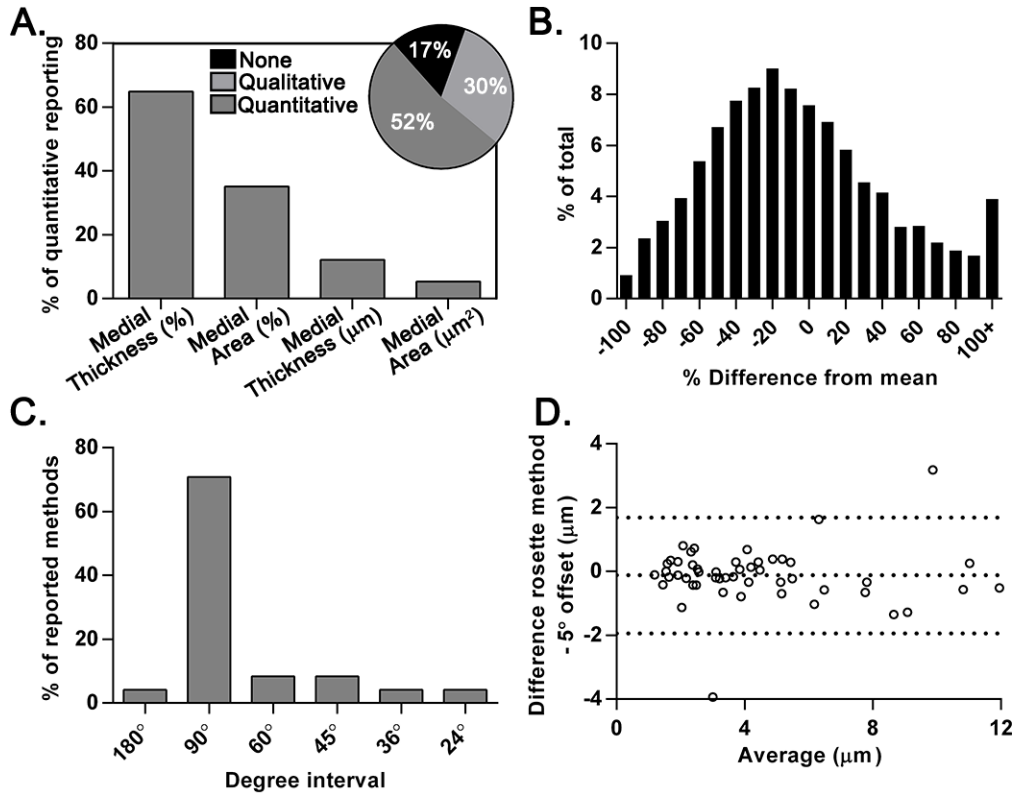 A.
% of quantitative reporting
80
60
40
20
0
None
Qualitative
Quantitative
17%
30%
52%
Medial
Thickness (%)
Medial
Area (%)
Medial
Thickness (μm)
Medial
Area (μm²)
B.
% of total
10
8
6
4
2
0
-100
-80
-60
-40
-20
0
20
40
60
80
100+
% Difference from mean
C.
% of reported methods
80
60
40
20
0
180°
90°
60°
45°
36°
24°
Degree interval
D.
Difference rosette method
- 5° offset (μm)
4
2
0
-2
-4
0
4
8
12
Average (μm)